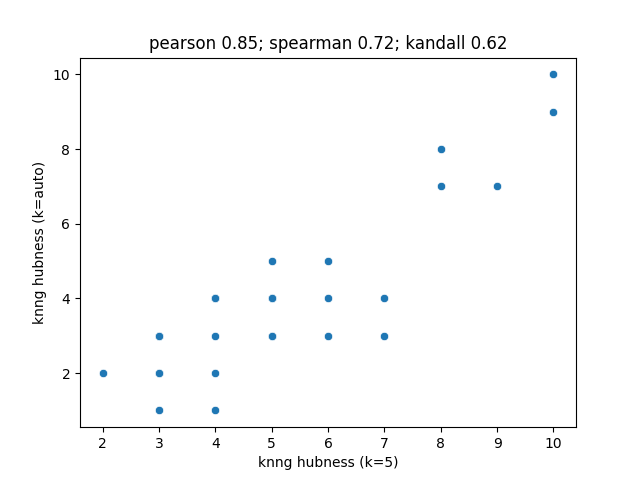 pearson 0.85; spearman 0.72; kandall 0.62
10
8
6
4
2
knng hubness (k=auto)
2 3 4 5 6 7 8 9 10
knng hubness (k=5)